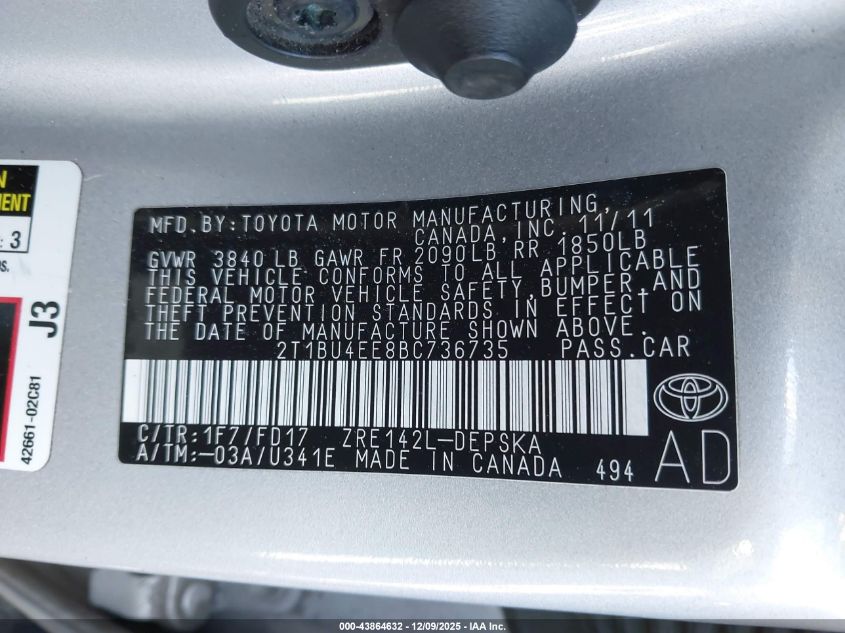 N
MENT
: 3
OS.
J3
42661-02C81
MFD.BY:TOYOTA MOTOR MANUFACTURING,
CANADA,INC. 11/11
GVWR 3840 LB GAWR FR 2090LB RR 1850LB
THIS VEHICLE CONFORMS TO ALL APPLICABLE
FEDERAL MOTOR VEHICLE SAFETY,BUMPER,AND
THEFT PREVENTION STANDARDS IN EFFECT ON
THE DATE OF MANUFACTURE SHOWN ABOVE.
2T1BU4EE8BC736735 PASS.CAR
C/TR:1F7/FD17 ZRE142L-DEPSKA
A/TM:-03A/U341E MADE IN CANADA 494
AD
000-43864632 - 12/09/2025 - IAA Inc.